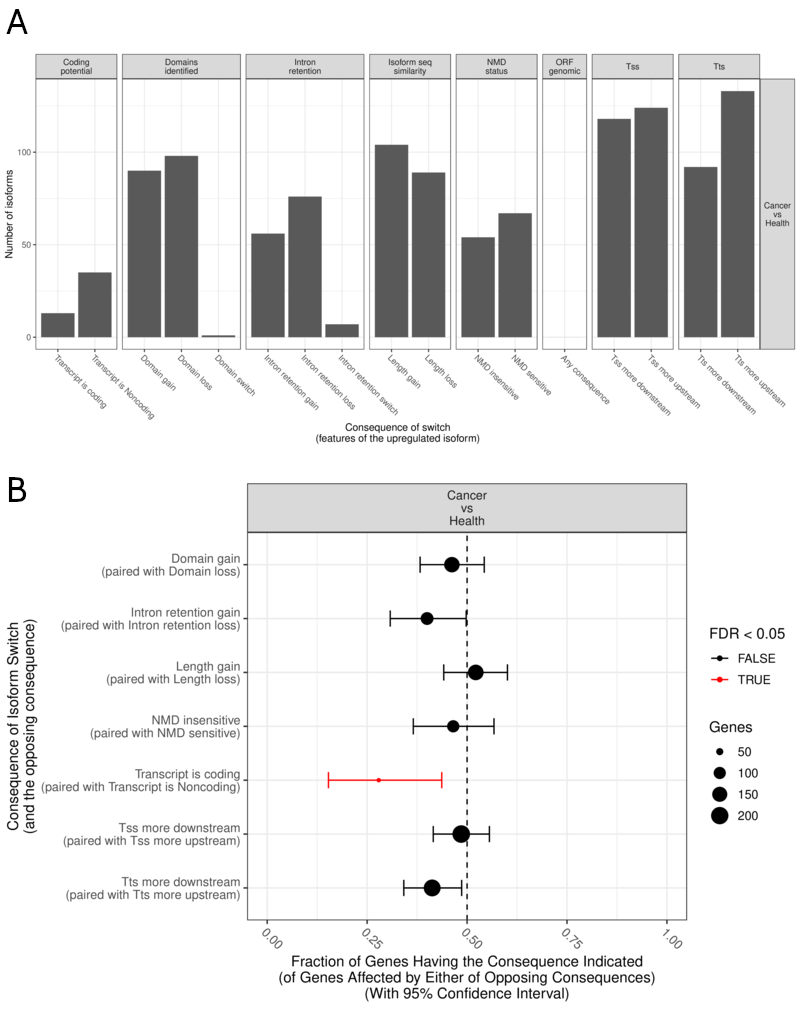 A
Coding
potential
Domains
identified
Intron
retention
Isoform seq
similarity
NMD
status
ORF
genomic
Tss
Tts
Number of isoforms
100
50
0
Cancer
vs
Health
Transcript is coding
Transcript is Noncoding
Domain gain
Domain loss
Domain switch
Intron retention gain
Intron retention loss
Intron retention switch
Length gain
Length loss
NMD insensitive
NMD sensitive
Any consequence
Tss more downstream
Tss more upstream
Tts more downstream
Tts more upstream
Consequence of switch
(features of the upregulated isoform)
B
Cancer
vs
Health
Consequence of Isoform Switch
(and the opposing consequence)
Domain gain
(paired with Domain loss)
Intron retention gain
(paired with Intron retention loss)
Length gain
(paired with Length loss)
NMD insensitive
(paired with NMD sensitive)
Transcript is coding
(paired with Transcript is Noncoding)
Tss more downstream
(paired with Tss more upstream)
Tts more downstream
(paired with Tts more upstream)
0.00
0.25
0.50
0.75
1.00
Fraction of Genes Having the Consequence Indicated
(of Genes Affected by Either of Opposing Consequences)
(With 95% Confidence Interval)
FDR < 0.05
FALSE
TRUE
Genes
50
100
150
200